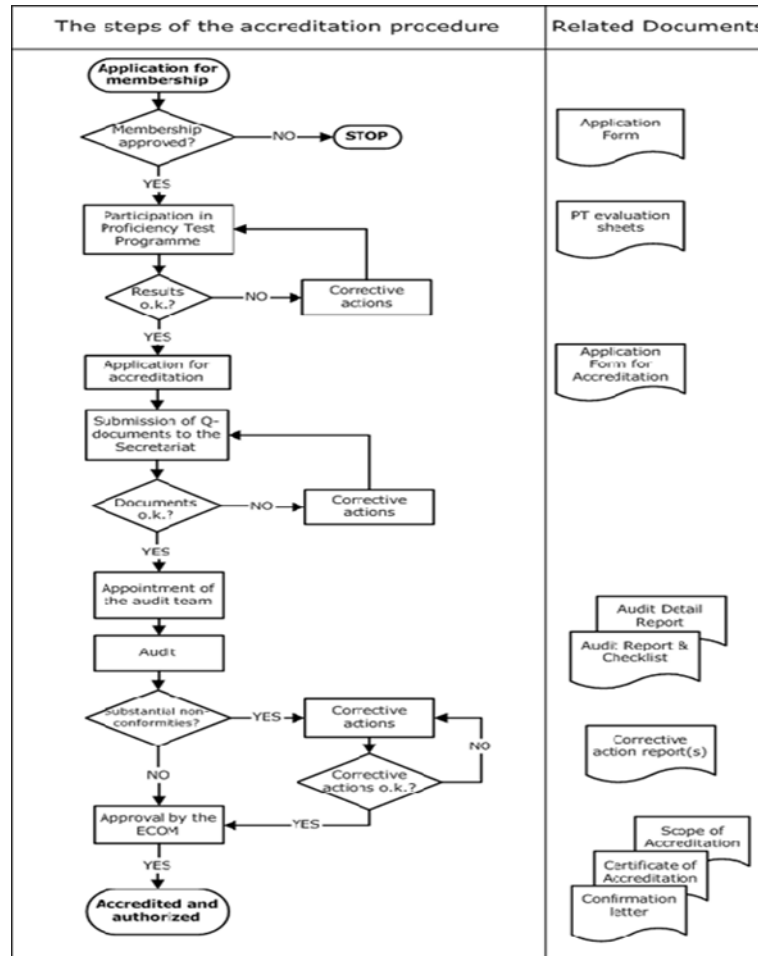 The steps of the accreditation procedure
Related Documents
Application for
membership
Membership
approved?
NO
STOP
Application
Form
YES
Participation in
Proficiency Test
Programme
PT evaluation
sheets
Results
o.k.?
NO
Corrective
actions
YES
Application for
accreditation
Application
Form for
Accreditation
Submission of Q-
documents to the
Secretariat
Documents
o.k.?
NO
Corrective
actions
YES
Appointment of
the audit team
Audit Detail
Report
Audit
Audit Report &
Checklist
Substantial non-
conformities?
YES
Corrective
actions
NO
Corrective
action report(s)
NO
Corrective
actions o.k.?
Approval by the
ECOM
YES
Scope of
Accreditation
YES
Certificate of
Accreditation
Accredited and
authorized
Confirmation
letter